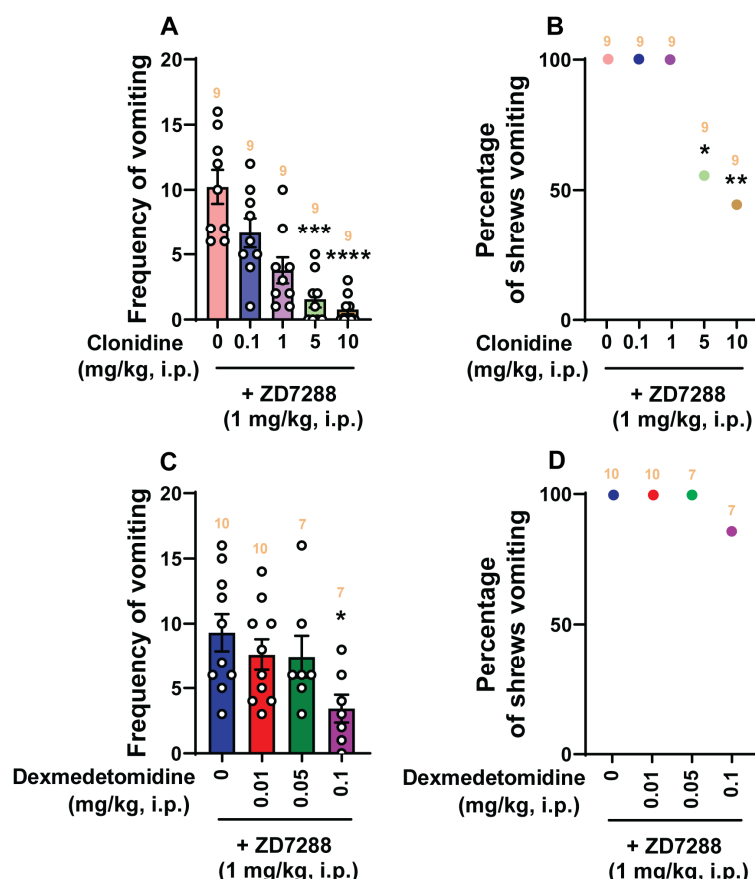 A
Frequency of vomiting
20
15
10
5
0
9
9
9
9
9
***
****
Clonidine
(mg/kg, i.p.)
0 0.1 1 5 10
+ ZD7288
(1 mg/kg, i.p.)
B
Percentage
of shrews vomiting
100
50
0
9 9 9
9
*
9
**
Clonidine
(mg/kg, i.p.)
0 0.1 1 5 10
+ ZD7288
(1 mg/kg, i.p.)
C
Frequency of vomiting
20
15
10
5
0
10
10
7
7
*
Dexmedetomidine
(mg/kg, i.p.)
0 0.01 0.05 0.1
+ ZD7288
(1 mg/kg, i.p.)
D
Percentage
of shrews vomiting
100
50
0
10 10 7
7
Dexmedetomidine
(mg/kg, i.p.)
0 0.01 0.05 0.1
+ ZD7288
(1 mg/kg, i.p.)